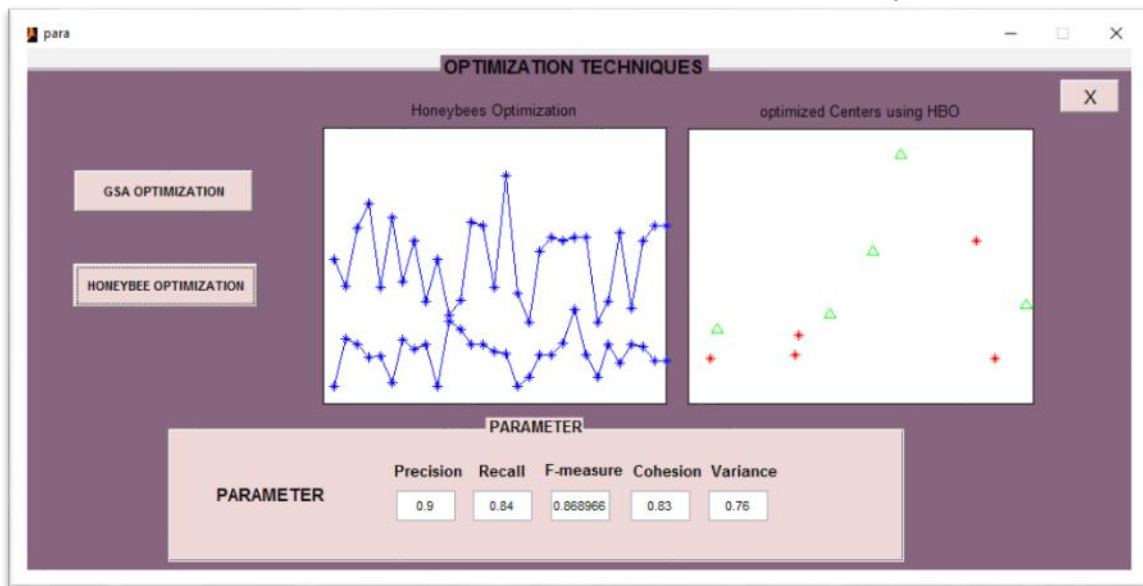 para
OPTIMIZATION TECHNIQUES
X
Honeybees Optimization
optimized Centers using HBO
GSA OPTIMIZATION
HONEYBEE OPTIMIZATION
PARAMETER
Precision Recall F-measure Cohesion Variance
PARAMETER
0.9 0.84 0.868966 0.83 0.76